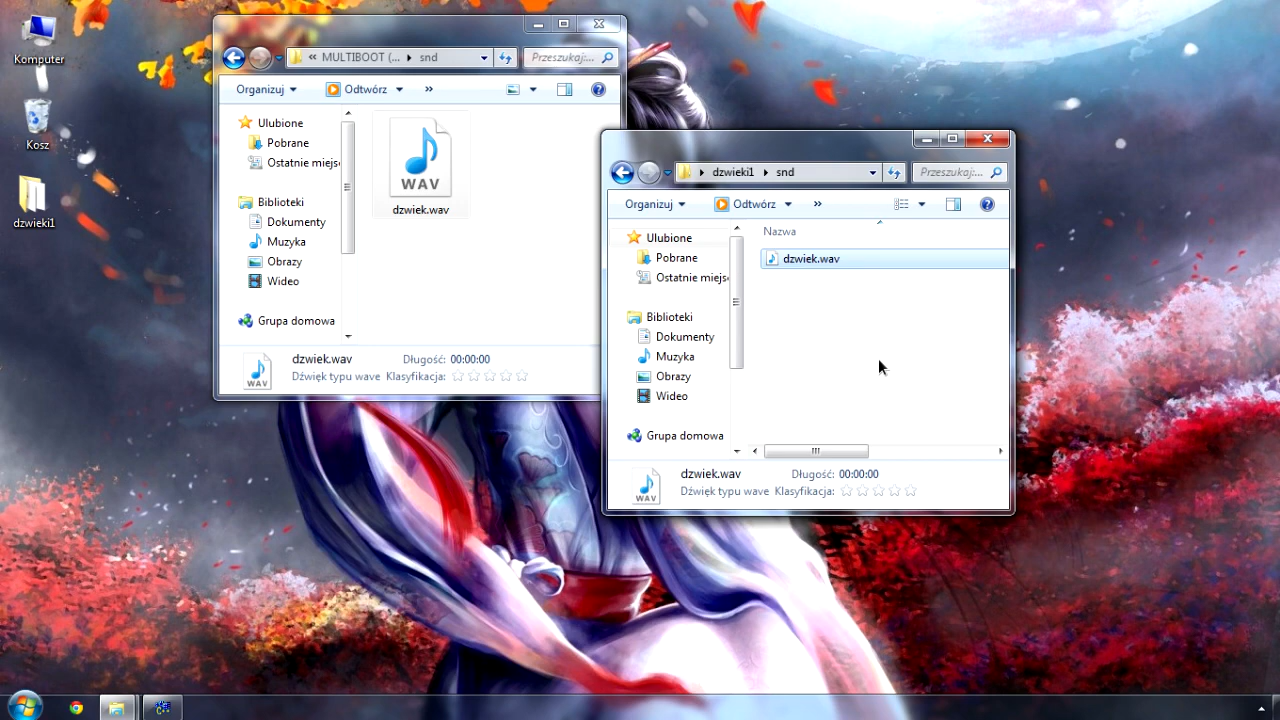 Komputer
Kosz
dzwieki1
« MULTIBOOT (... ▸ snd
Przeszukaj:...
Organizuj
Odtwórz
»
Ulubione
Pobrane
Ostatnie miejs
Biblioteki
Dokumenty
Muzyka
Obrazy
Wideo
Grupa domowa
WAV
dzwiek.wav
WAV
dzwiek.wav
Długość: 00:00:00
Dźwięk typu wave
Klasyfikacja:
▸ dzwieki1 ▸ snd
Przeszukaj:...
Organizuj
Odtwórz
»
Ulubione
Pobrane
Ostatnie miejs
Biblioteki
Dokumenty
Muzyka
Obrazy
Wideo
Grupa domowa
Nazwa
dzwiek.wav
WAV
dzwiek.wav
Długość: 00:00:00
Dźwięk typu wave
Klasyfikacja: